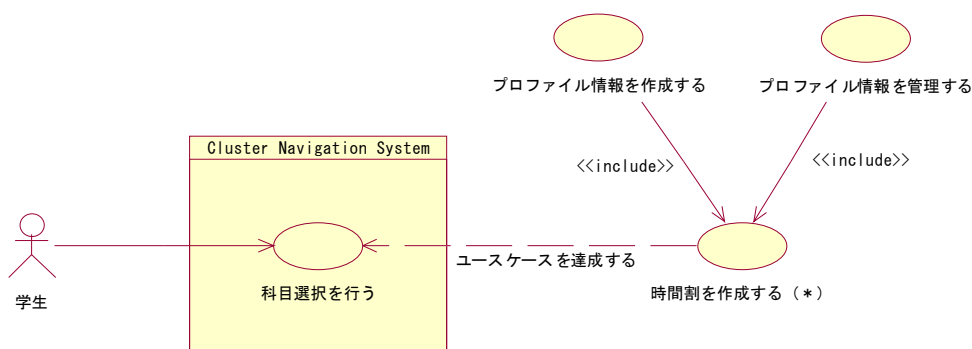 プロファイル情報を作成する
プロファイル情報を管理する
Cluster Navigation System
<<include>>
<<include>>
ユースケースを達成する
学生
科目選択を行う
時間割を作成する（＊）